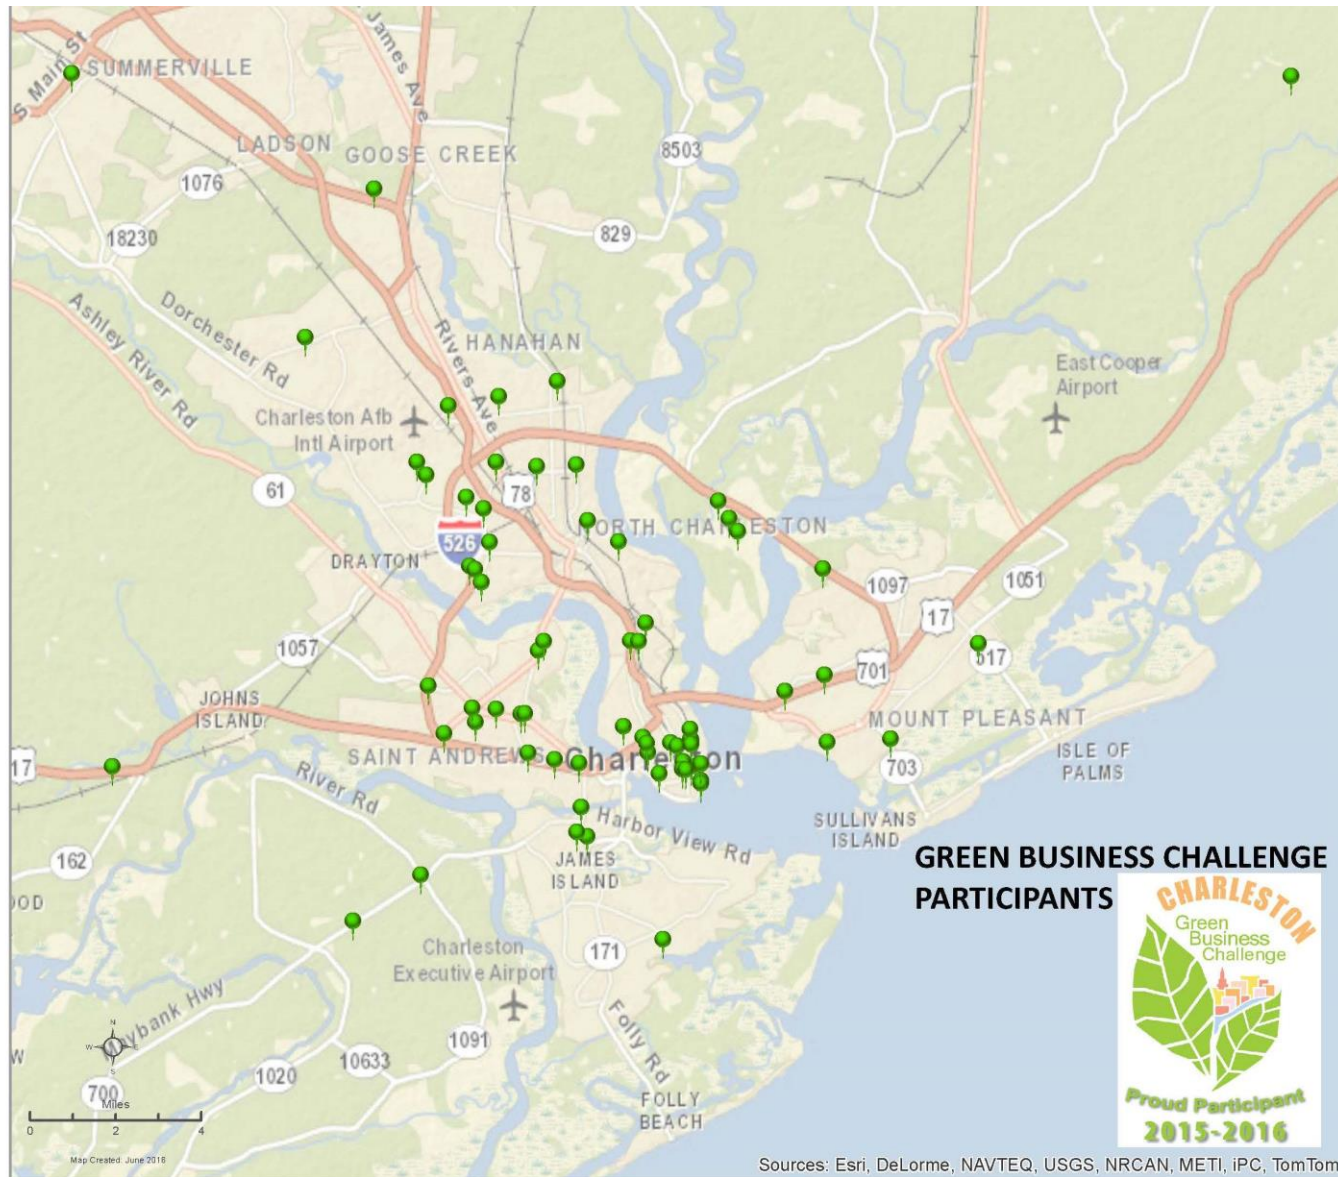 S Main St
SUMMERVILLE
James Ave
LADSON
GOOSE CREEK
8503
1076
829
18230
Dorchester Rd
Ashley River Rd
Rivers Ave
HANAHAN
East Cooper
Airport
Charleston Afb
Intl Airport
61
78
NORTH CHARLESTON
526
DRAYTON
1097
1051
17
1057
517
701
JOHNS
ISLAND
MOUNT PLEASANT
SAINT ANDREWS
Charleston
ISLE OF
PALMS
17
703
River Rd
Harbor View Rd
SULLIVANS
ISLAND
162
JAMES
ISLAND
GREEN BUSINESS CHALLENGE
PARTICIPANTS
OOD
CHARLESTON
Green
Business
Challenge
Charleston
Executive Airport
171
Maybank Hwy
Folly Rd
N
W
E
S
W
1091
10633
1020
700
Miles
0 2 4
FOLLY
BEACH
Proud Participant
2015-2016
Map Created: June 2016
Sources: Esri, DeLorme, NAVTEQ, USGS, NRCAN, METI, iPC, TomTom